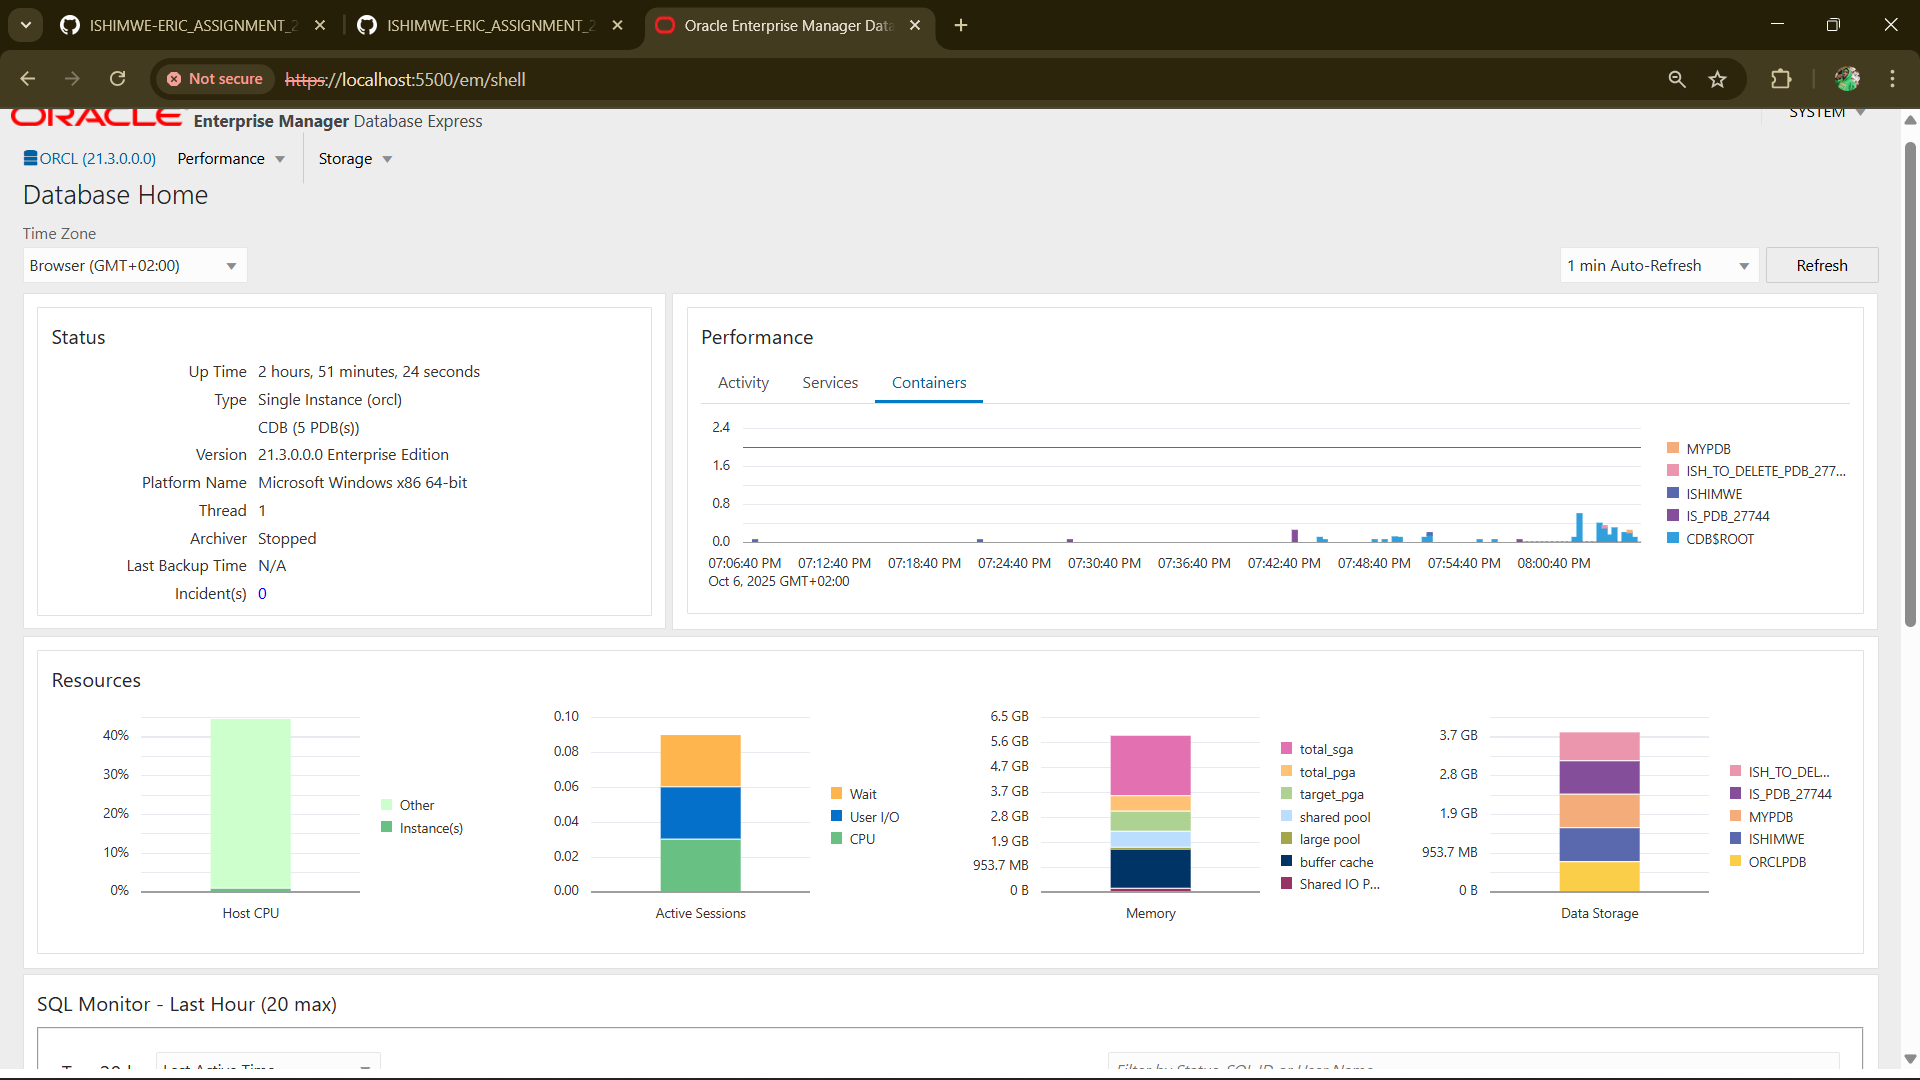 ISHIMWE-ERIC_ASSIGNMENT_2
ISHIMWE-ERIC_ASSIGNMENT_2
Oracle Enterprise Manager Data
Not secure
https://localhost:5500/em/shell
ORACLE Enterprise Manager Database Express
SYSTEM
ORCL (21.3.0.0.0)
Performance
Storage
Database Home
Time Zone
Browser (GMT+02:00)
1 min Auto-Refresh
Refresh
Status
Up Time 2 hours, 51 minutes, 24 seconds
Type Single Instance (orcl)
CDB (5 PDB(s))
Version 21.3.0.0.0 Enterprise Edition
Platform Name Microsoft Windows x86 64-bit
Thread 1
Archiver Stopped
Last Backup Time N/A
Incident(s) 0
Performance
Activity Services Containers
2.4
1.6
0.8
0.0
07:06:40 PM 07:12:40 PM 07:18:40 PM 07:24:40 PM 07:30:40 PM 07:36:40 PM 07:42:40 PM 07:48:40 PM 07:54:40 PM 08:00:40 PM
Oct 6, 2025 GMT+02:00
MYPDB
ISH_TO_DELETE_PDB_277...
ISHIMWE
IS_PDB_27744
CDB$ROOT
Resources
40%
30%
20%
10%
0%
Host CPU
Other
Instance(s)
0.10
0.08
0.06
0.04
0.02
0.00
Active Sessions
Wait
User I/O
CPU
6.5 GB
5.6 GB
4.7 GB
3.7 GB
2.8 GB
1.9 GB
953.7 MB
0 B
Memory
total_sga
total_pga
target_pga
shared pool
large pool
buffer cache
Shared IO P...
3.7 GB
2.8 GB
1.9 GB
953.7 MB
0 B
Data Storage
ISH_TO_DEL...
IS_PDB_27744
MYPDB
ISHIMWE
ORCLPDB
SQL Monitor - Last Hour (20 max)
Last Active Time
Filter by Status, SQL ID or User Name